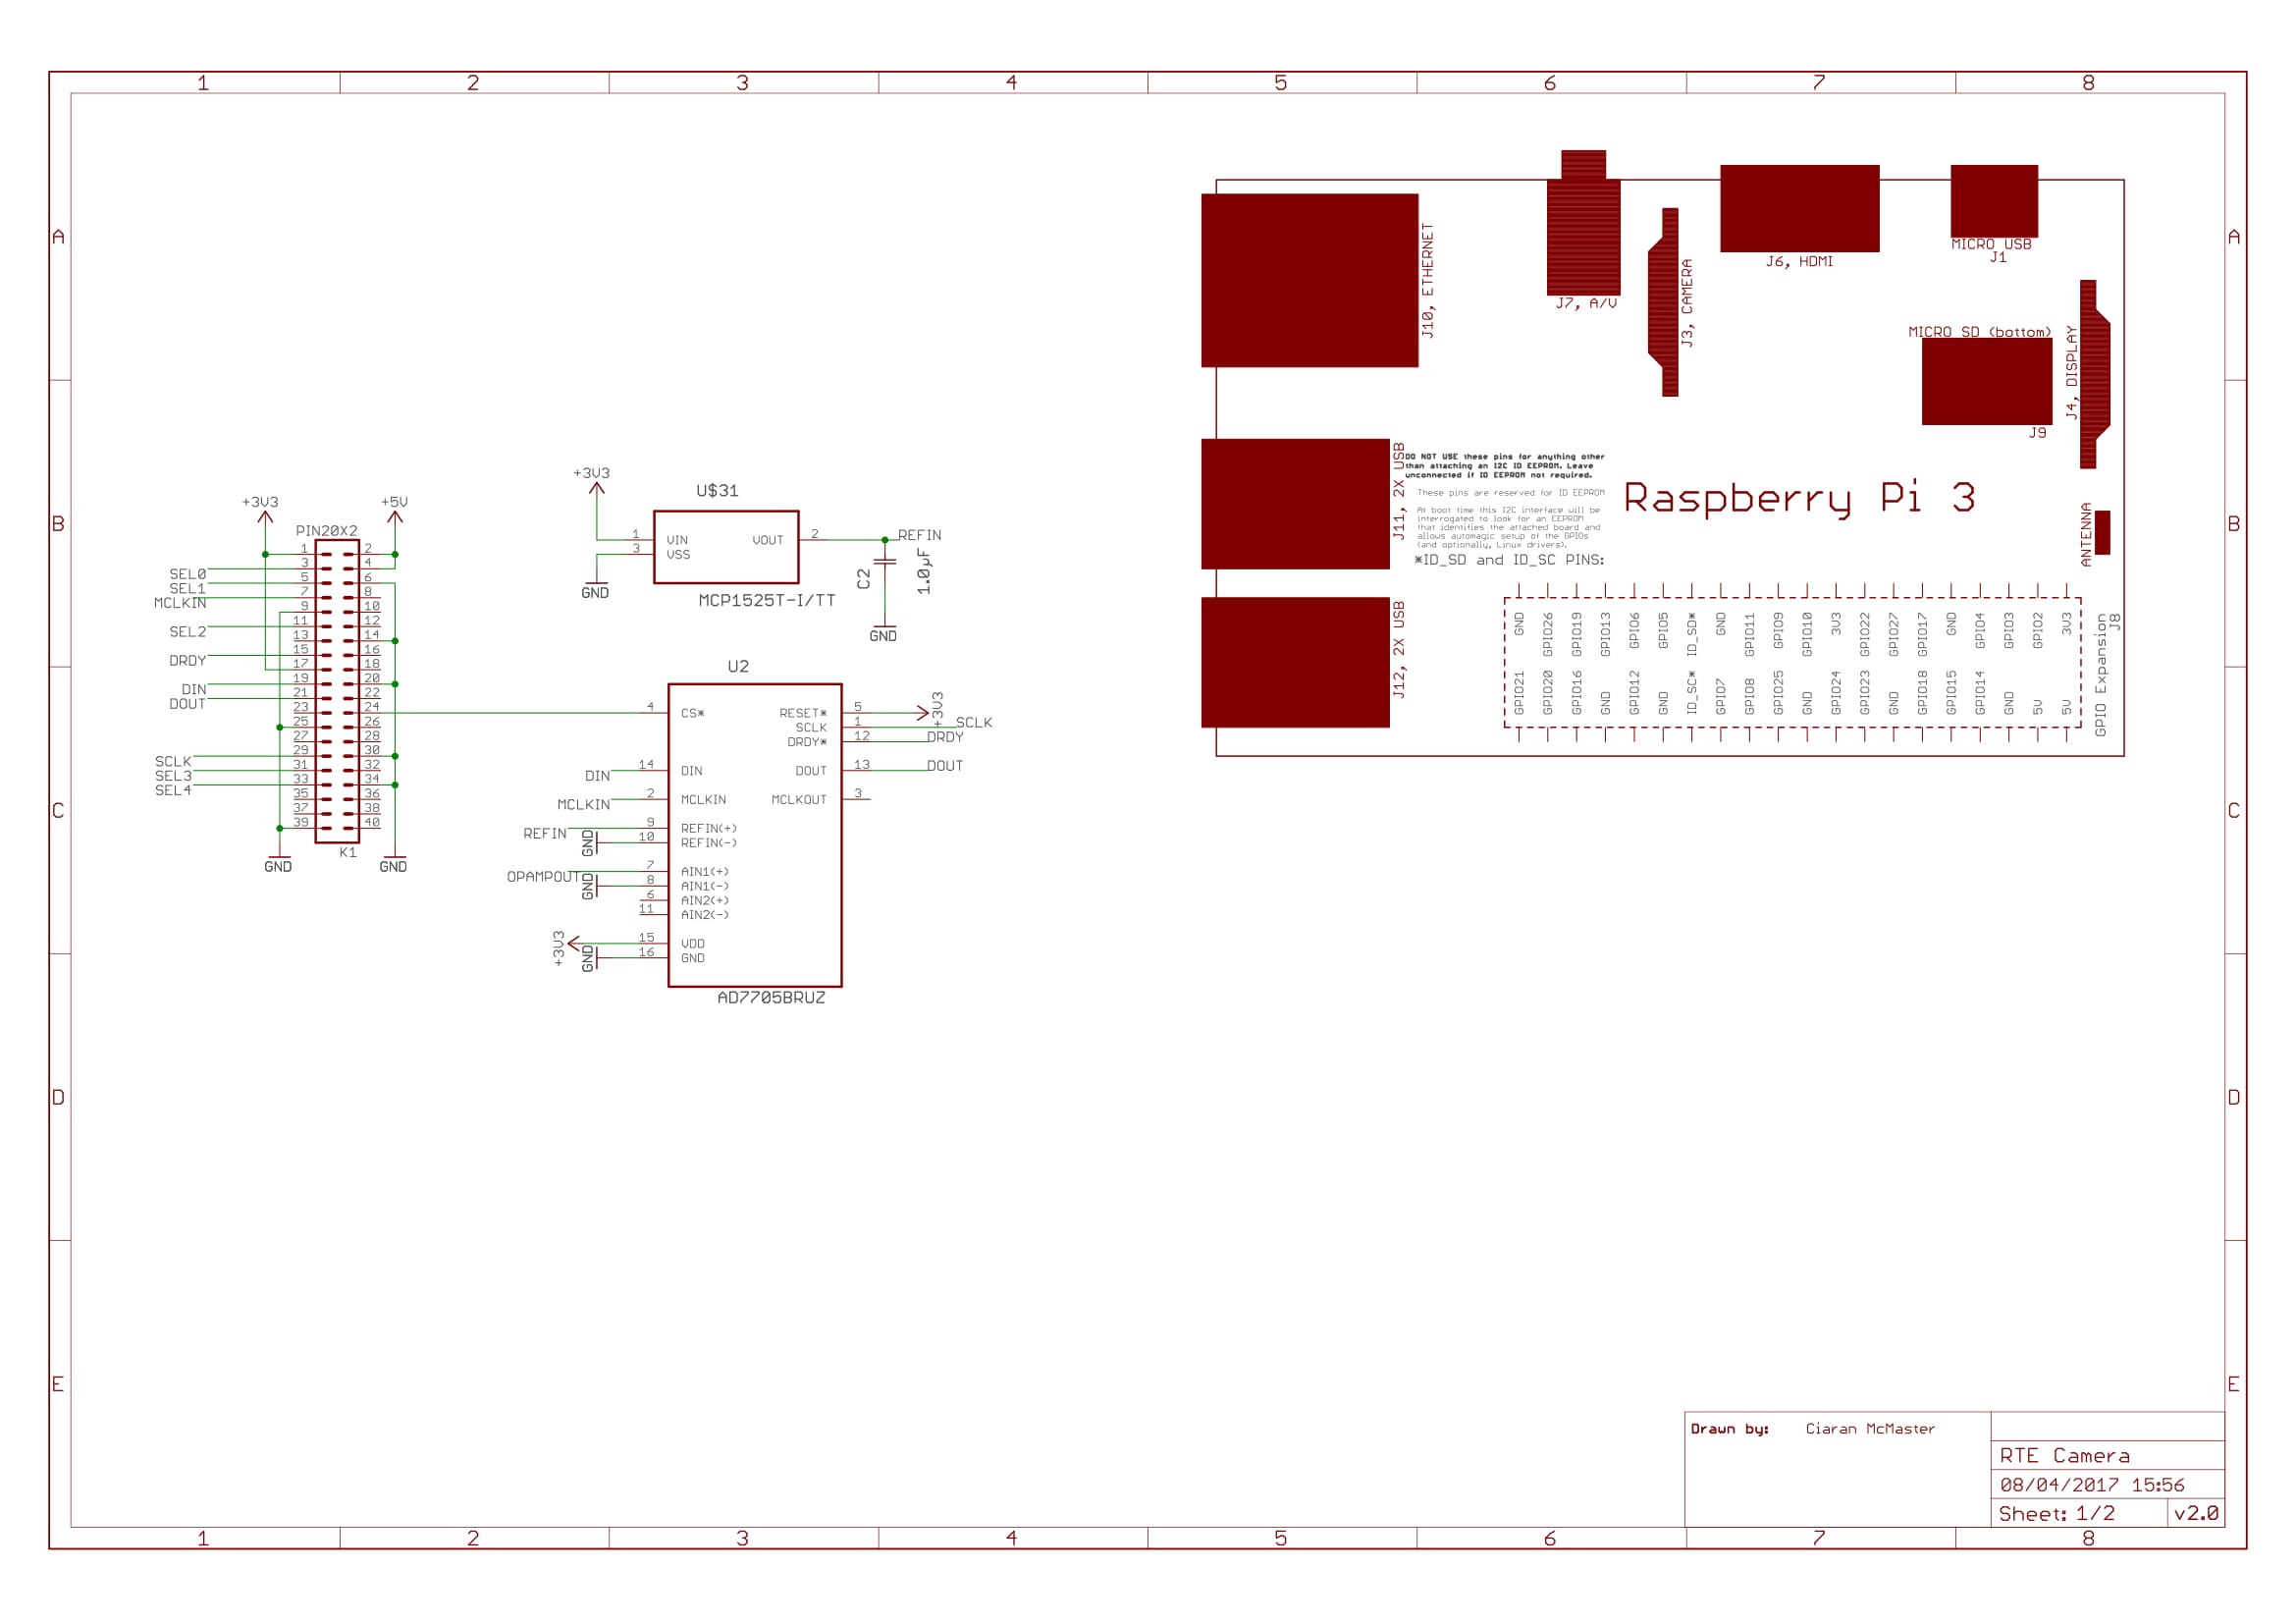 1 2 3 4 5 6 7 8
A
B
C
D
E
A
B
C
D
E
+3V3
+5V
PIN20X2
1 2
3 4
5 6
7 8
9 10
11 12
13 14
15 16
17 18
19 20
21 22
23 24
25 26
27 28
29 30
31 32
33 34
35 36
37 38
39 40
SEL0
SEL1
MCLKIN
SEL2
DRDY
DIN
DOUT
SCLK
SEL3
SEL4
K1
GND
GND
+3V3
U$31
1 VIN
3 VSS
VOUT 2
REFIN
GND
MCP1525T-I/TT
C2
1.0µF
GND
U2
4 CS*
RESET* 5
+3V3
SCLK 1
SCLK
DRDY* 12
DRDY
DIN
14 DIN
DOUT 13
DOUT
MCLKIN
2 MCLKIN
MCLKOUT 3
REFIN
9 REFIN(+)
GND
10 REFIN(-)
OPAMPOUT
7 AIN1(+)
GND
8 AIN1(-)
6 AIN2(+)
11 AIN2(-)
+3V3
15 VDD
GND
16 GND
AD7705BRUZ
J10, ETHERNET
J7, A/V
J3, CAMERA
J6, HDMI
MICRO USB
J1
MICRO SD (bottom)
J9
J4, DISPLAY
J11, 2X USB
DO NOT USE these pins for anything other
than attaching an I2C ID EEPROM. Leave
unconnected if ID EEPROM not required.
These pins are reserved for ID EEPROM
At boot time this I2C interface will be
interrogated to look for an EEPROM
that identifies the attached board and
allows automagic setup of the GPIOs
(and optionally, Linux drivers).
*ID_SD and ID_SC PINS:
Raspberry Pi 3
ANTENNA
J12, 2X USB
GND GPIO26 GPIO19 GPIO13 GPIO6 GPIO5 ID_SD* GND GPIO11 GPIO9 GPIO10 3V3 GPIO22 GPIO27 GPIO17 GND GPIO4 GPIO3 GPIO2 3V3
GPIO21 GPIO20 GPIO16 GND GPIO12 GND ID_SC* GPIO7 GPIO8 GPIO25 GND GPIO24 GPIO23 GND GPIO18 GPIO15 GPIO14 GND 5V 5V
GPIO Expansion
J8
Drawn by: Ciaran McMaster
RTE Camera
08/04/2017 15:56
Sheet: 1/2
v2.0
1 2 3 4 5 6 7 8